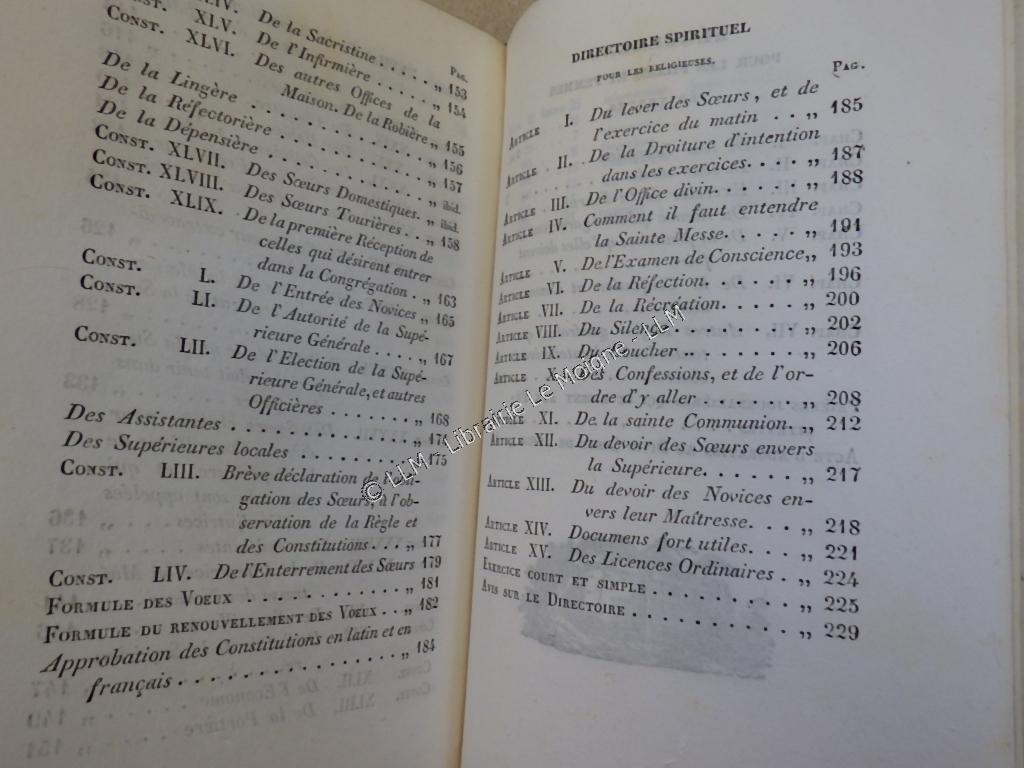 XLIV. De la Sacristine . . . . . „ 153
CONST. XLV. De l'Infirmière . . . . . „ 154
CONST. XLVI. Des autres Offices de la
Maison. De la Robière „ 155
De la Lingère . . . . . . . . . . „ 156
De la Réfectorière . . . . . . . . . „ 157
De la Dépensière . . . . . . . . . „ ibid.
CONST. XLVII. Des Sœurs Domestiques. „ ibid.
CONST. XLVIII. Des Sœurs Tourières . . „ 158
CONST. XLIX. De la première Réception de
celles qui désirent entrer
dans la Congrégation . „ 163
CONST. L. De l'Entrée des Novices „ 165
CONST. LI. De l'Autorité de la Supé-
rieure Générale . . . . „ 167
CONST. LII. De l'Election de la Supé-
rieure Générale, et autres
Officières . . . . . . . „ 168
Des Assistantes . . . . . . . . . . „ 174
Des Supérieures locales . . . . . . . „ 175
CONST. LIII. Brève déclaration de
gation des Sœurs, à l'ob-
servation de la Règle et
des Constitutions. . . „ 177
CONST. LIV. De l'Enterrement des Sœurs 179
FORMULE DES VOEUX . . . . . . . . . „ 181
FORMULE DU RENOUVELLEMENT DES VOEUX . . „ 182
Approbation des Constitutions en latin et en
français . . . . . . . . . . . . . „ 184
DIRECTOIRE SPIRITUEL
POUR LES RELIGIEUSES.
PAG.
ARTICLE I. Du lever des Sœurs, et de
l'exercice du matin . . „ 185
ARTICLE II. De la Droiture d'intention
dans les exercices. . . . „ 187
ARTICLE III. De l'Office divin. . . . . . „ 188
ARTICLE IV. Comment il faut entendre
la Sainte Messe. . . . . „ 191
ARTICLE V. De l'Examen de Conscience „ 193
ARTICLE VI. De la Réfection. . . . . . „ 196
ARTICLE VII. De la Récréation. . . . . . „ 200
ARTICLE VIII. Du Silence . . . . . . . „ 202
ARTICLE IX. Du Coucher . . . . . . . . „ 206
ARTICLE X. Des Confessions, et de l'or-
dre d'y aller . . . . . . „ 208
ARTICLE XI. De la sainte Communion. „ 212
ARTICLE XII. Du devoir des Sœurs envers
la Supérieure. . . . . . „ 217
ARTICLE XIII. Du devoir des Novices en-
vers leur Maîtresse. . . „ 218
ARTICLE XIV. Documens fort utiles. . . „ 221
ARTICLE XV. Des Licences Ordinaires . „ 224
EXERCICE COURT ET SIMPLE . . . . . . . . „ 225
AVIS SUR LE DIRECTOIRE . . . . . . . . . „ 229
© LLM - Librairie Le Moigne - LLM